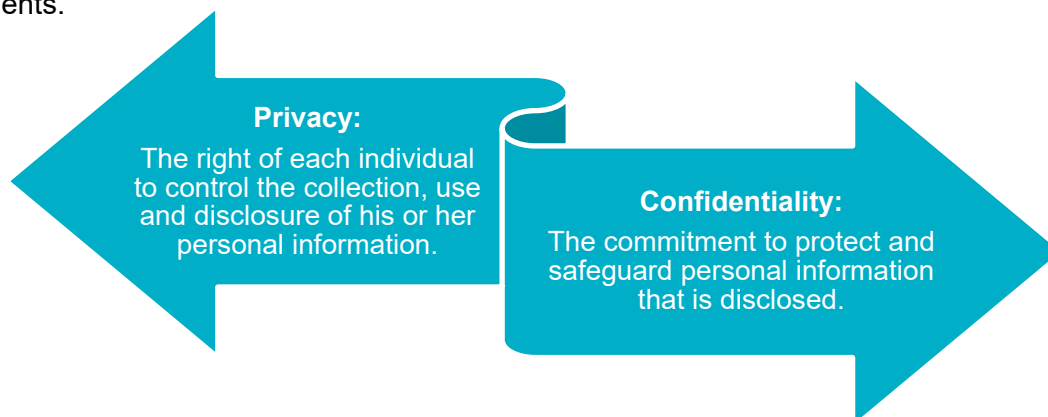 ents.
Privacy:
The right of each individual
to control the collection, use
and disclosure of his or her
personal information.
Confidentiality:
The commitment to protect and
safeguard personal information
that is disclosed.